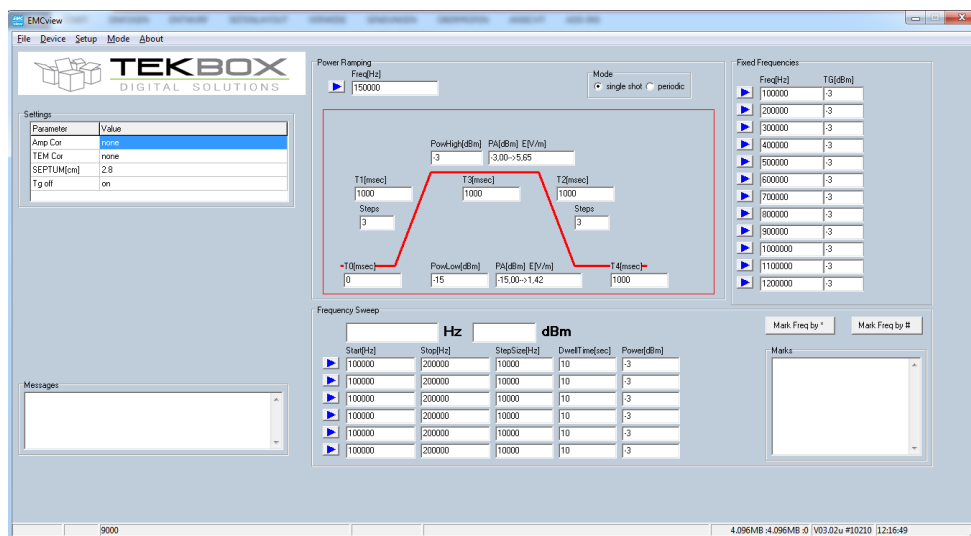 EMCview
File Device Setup Mode About
TEKBOX
DIGITAL SOLUTIONS
Settings
Parameter Value
Amp Cor none
TEM Cor none
SEPTUM[cm] 2.8
Tg off on
Messages
Power Ramping
Freq[Hz]
150000
Mode
single shot periodic
PowHigh[dBm] PA[dBm] E[V/m]
-3 -3,00-->5,65
T1[msec] T3[msec] T2[msec]
1000 1000 1000
Steps Steps
3 3
T0[msec] PowLow[dBm] PA[dBm] E[V/m] T4[msec]
0 -15 -15,00-->1,42 1000
Fixed Frequencies
Freq[Hz] TG[dBm]
100000 -3
200000 -3
300000 -3
400000 -3
500000 -3
600000 -3
700000 -3
800000 -3
900000 -3
1000000 -3
1100000 -3
1200000 -3
Frequency Sweep
Hz dBm
Start[Hz] Stop[Hz] StepSize[Hz] DwellTime[sec] Power[dBm]
100000 200000 10000 10 -3
100000 200000 10000 10 -3
100000 200000 10000 10 -3
100000 200000 10000 10 -3
100000 200000 10000 10 -3
100000 200000 10000 10 -3
Mark Freq by * Mark Freq by #
Marks
9000 4.096MB :4.096MB :0 V03.02u #10210 12:16:49